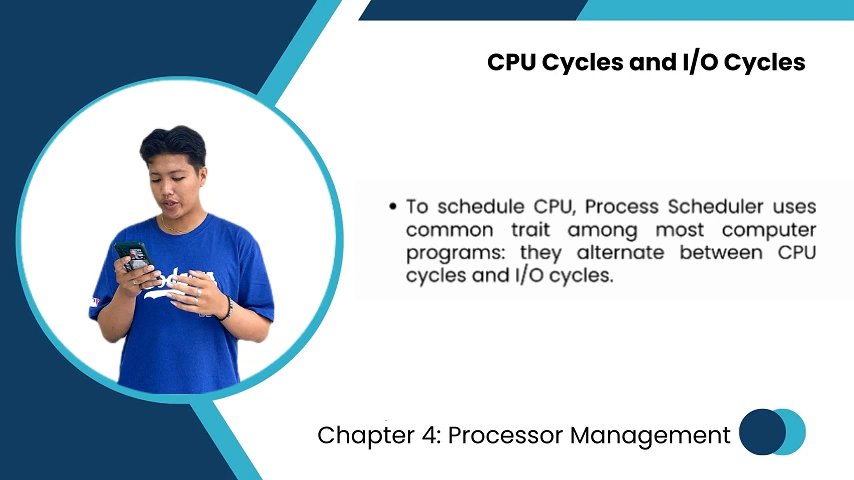 CPU Cycles and I/O Cycles
• To schedule CPU, Process Scheduler uses
common trait among most computer
programs: they alternate between CPU
cycles and I/O cycles.
Chapter 4: Processor Management